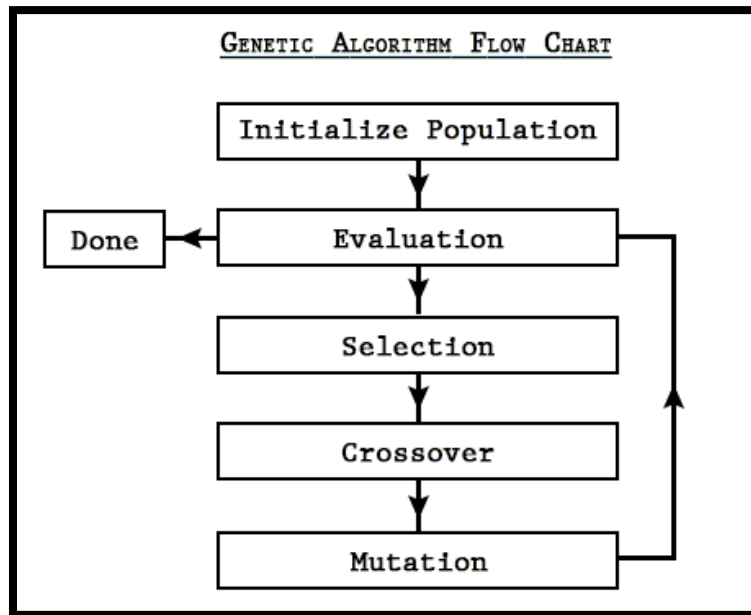 Genetic Algorithm Flow Chart
Initialize Population
Done
Evaluation
Selection
Crossover
Mutation